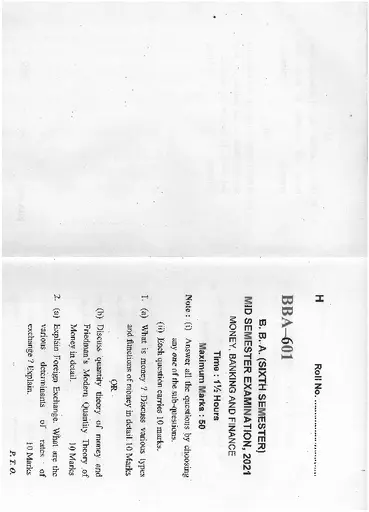 H
Roll No. ........................
BBA–601
B. B. A. (SIXTH SEMESTER)
MID SEMESTER EXAMINATION, 2021
MONEY, BANKING AND FINANCE
Time : 1½ Hours
Maximum Marks : 50
Note : (i) Answer all the questions by choosing
any one of the sub-questions.
(ii) Each question carries 10 marks.
1. (a) What is money ? Discuss various types
and functions of money in detail 10 Marks
OR
(b) Discuss quantity theory of money and
Friedman's Modern Quantity Theory of
Money in detail. 10 Marks
2. (a) Explain Foreign Exchange. What are the
various determinants of rates of
exchange ? Explain. 10 Marks
P. T. O.